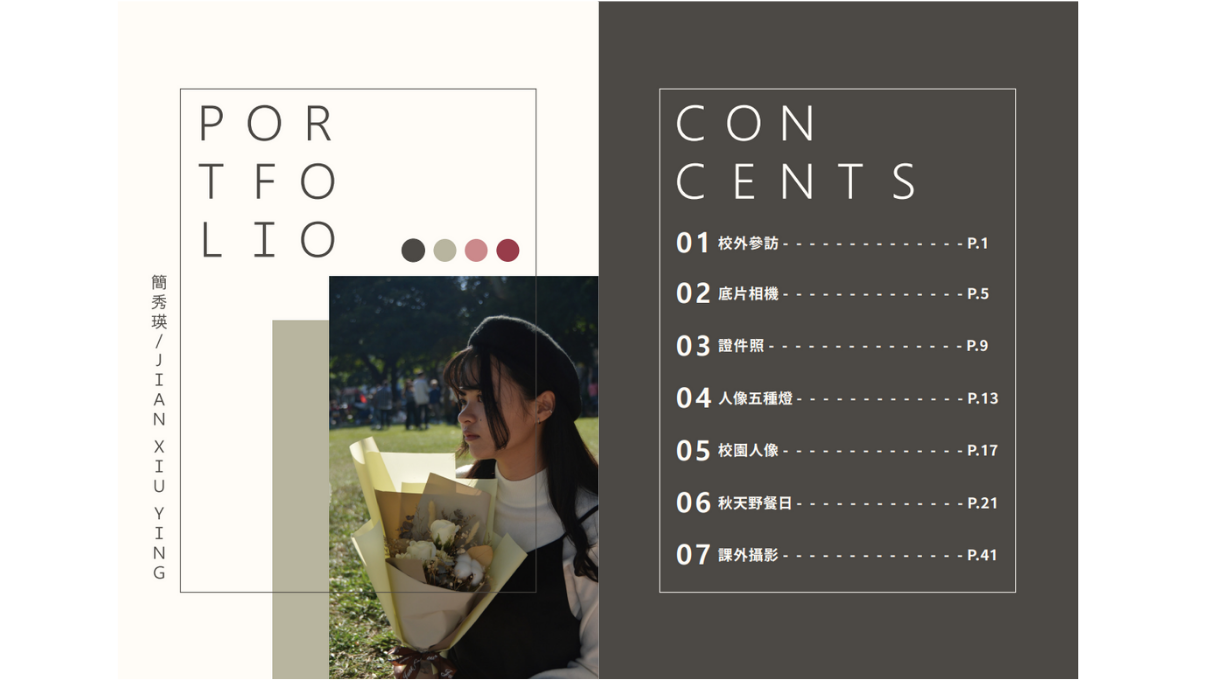 POR
TFO
LIO
簡秀瑛/JIAN XIU YING
CON
CENTS
01 校外參訪- - - - - - - - - - - - - -P.1
02 底片相機- - - - - - - - - - - - - -P.5
03 證件照- - - - - - - - - - - - - - -P.9
04 人像五種燈- - - - - - - - - - - - -P.13
05 校園人像- - - - - - - - - - - - - -P.17
06 秋天野餐日- - - - - - - - - - - - -P.21
07 課外攝影- - - - - - - - - - - - - -P.41